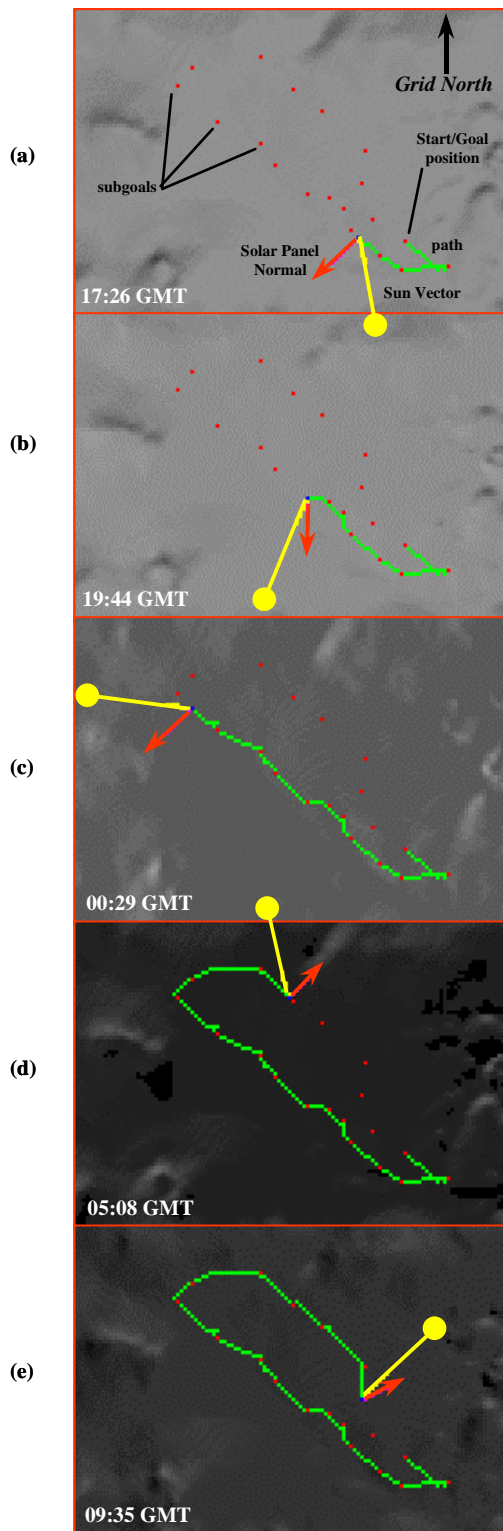 Grid North
(a)
Start/Goal
position
subgoals
path
Solar Panel
Normal
Sun Vector
17:26 GMT
(b)
19:44 GMT
(c)
00:29 GMT
(d)
05:08 GMT
(e)
09:35 GMT